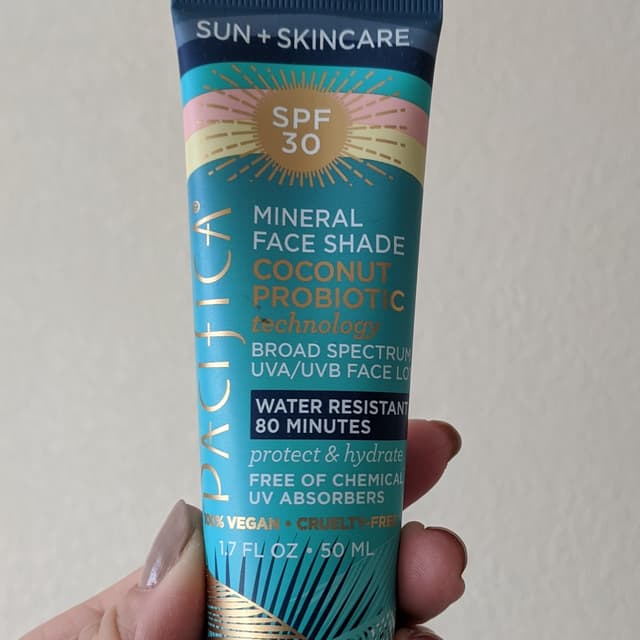 SUN + SKINCARE
SPF
30
PACIFICA®
MINERAL
FACE SHADE
COCONUT
PROBIOTIC
technology
BROAD SPECTRUM
UVA/UVB FACE LO
WATER RESISTANT
80 MINUTES
protect & hydrate
FREE OF CHEMICAL
UV ABSORBERS
100% VEGAN • CRUELTY-FREE
1.7 FL OZ • 50 ML